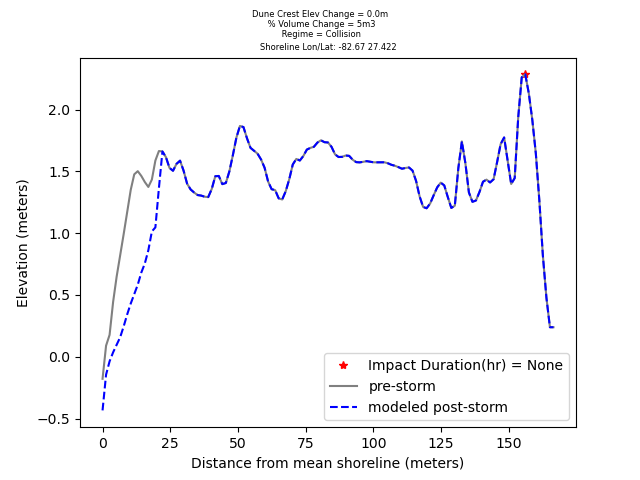 Dune Crest Elev Change = 0.0m
% Volume Change = 5m3
Regime = Collision
Shoreline Lon/Lat: -82.67 27.422
2.0
1.5
1.0
0.5
0.0
−0.5
Elevation (meters)
Impact Duration(hr) = None
pre-storm
modeled post-storm
0 25 50 75 100 125 150
Distance from mean shoreline (meters)